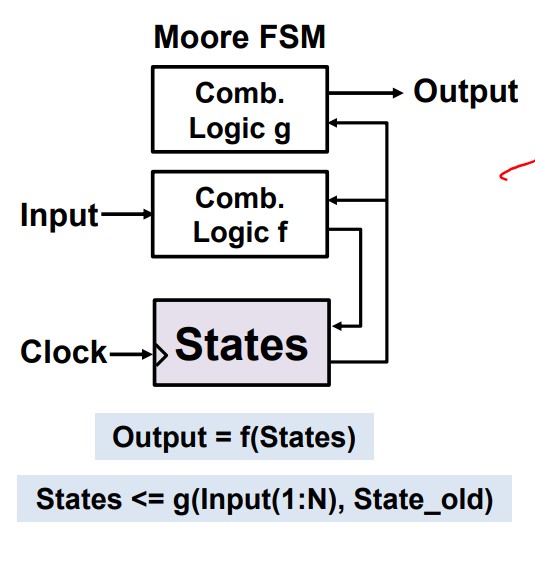 Moore FSM
Comb.
Logic g
Output
Comb.
Logic f
Input
States
Clock
Output = f(States)
States <= g(Input(1:N), State_old)